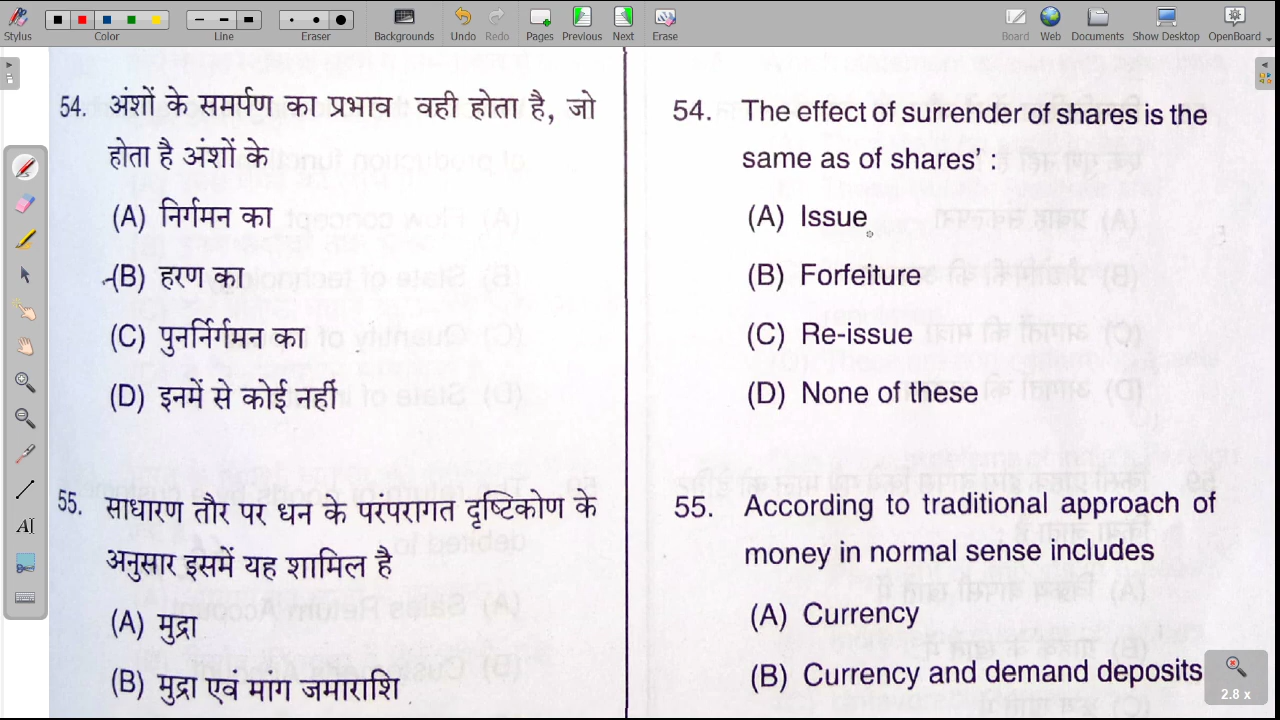 Stylus
Color
Line
Eraser
Backgrounds
Undo
Redo
Pages
Previous
Next
Erase
Board
Web
Documents
Show Desktop
OpenBoard
54. अंशों के समर्पण का प्रभाव वही होता है, जो
होता है अंशों के
(A) निर्गमन का
(B) हरण का
(C) पुनर्निर्गमन का
(D) इनमें से कोई नहीं
55. साधारण तौर पर धन के परंपरागत दृष्टिकोण के
अनुसार इसमें यह शामिल है
(A) मुद्रा
(B) मुद्रा एवं मांग जमाराशि
54. The effect of surrender of shares is the
same as of shares' :
(A) Issue
(B) Forfeiture
(C) Re-issue
(D) None of these
55. According to traditional approach of
money in normal sense includes
(A) Currency
(B) Currency and demand deposits
2.8 x